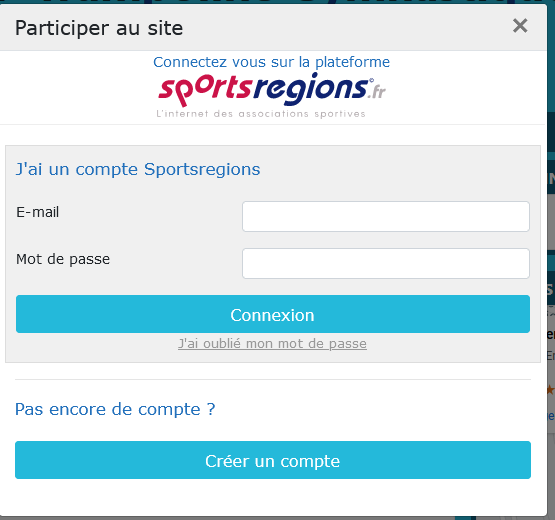 Participer au site
×
Connectez vous sur la plateforme
sportsregions©.fr
L'internet des associations sportives
J'ai un compte Sportsregions
E-mail
Mot de passe
Connexion
J'ai oublié mon mot de passe
Pas encore de compte ?
Créer un compte